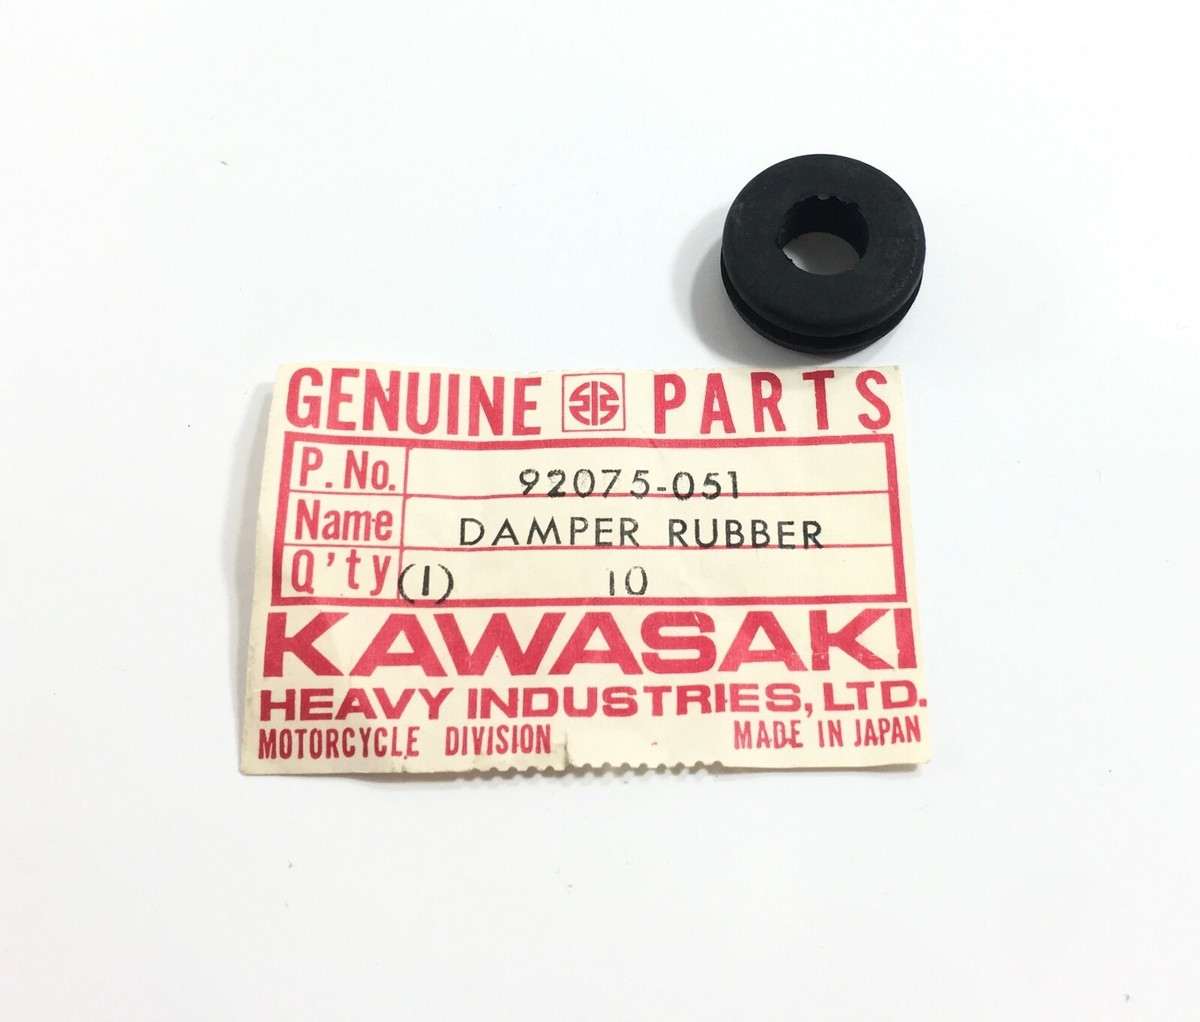 GENUINE PARTS
P. No. 92075-051
Name DAMPER RUBBER
Q'ty (1) 10
KAWASAKI
HEAVY INDUSTRIES, LTD.
MOTORCYCLE DIVISION MADE IN JAPAN